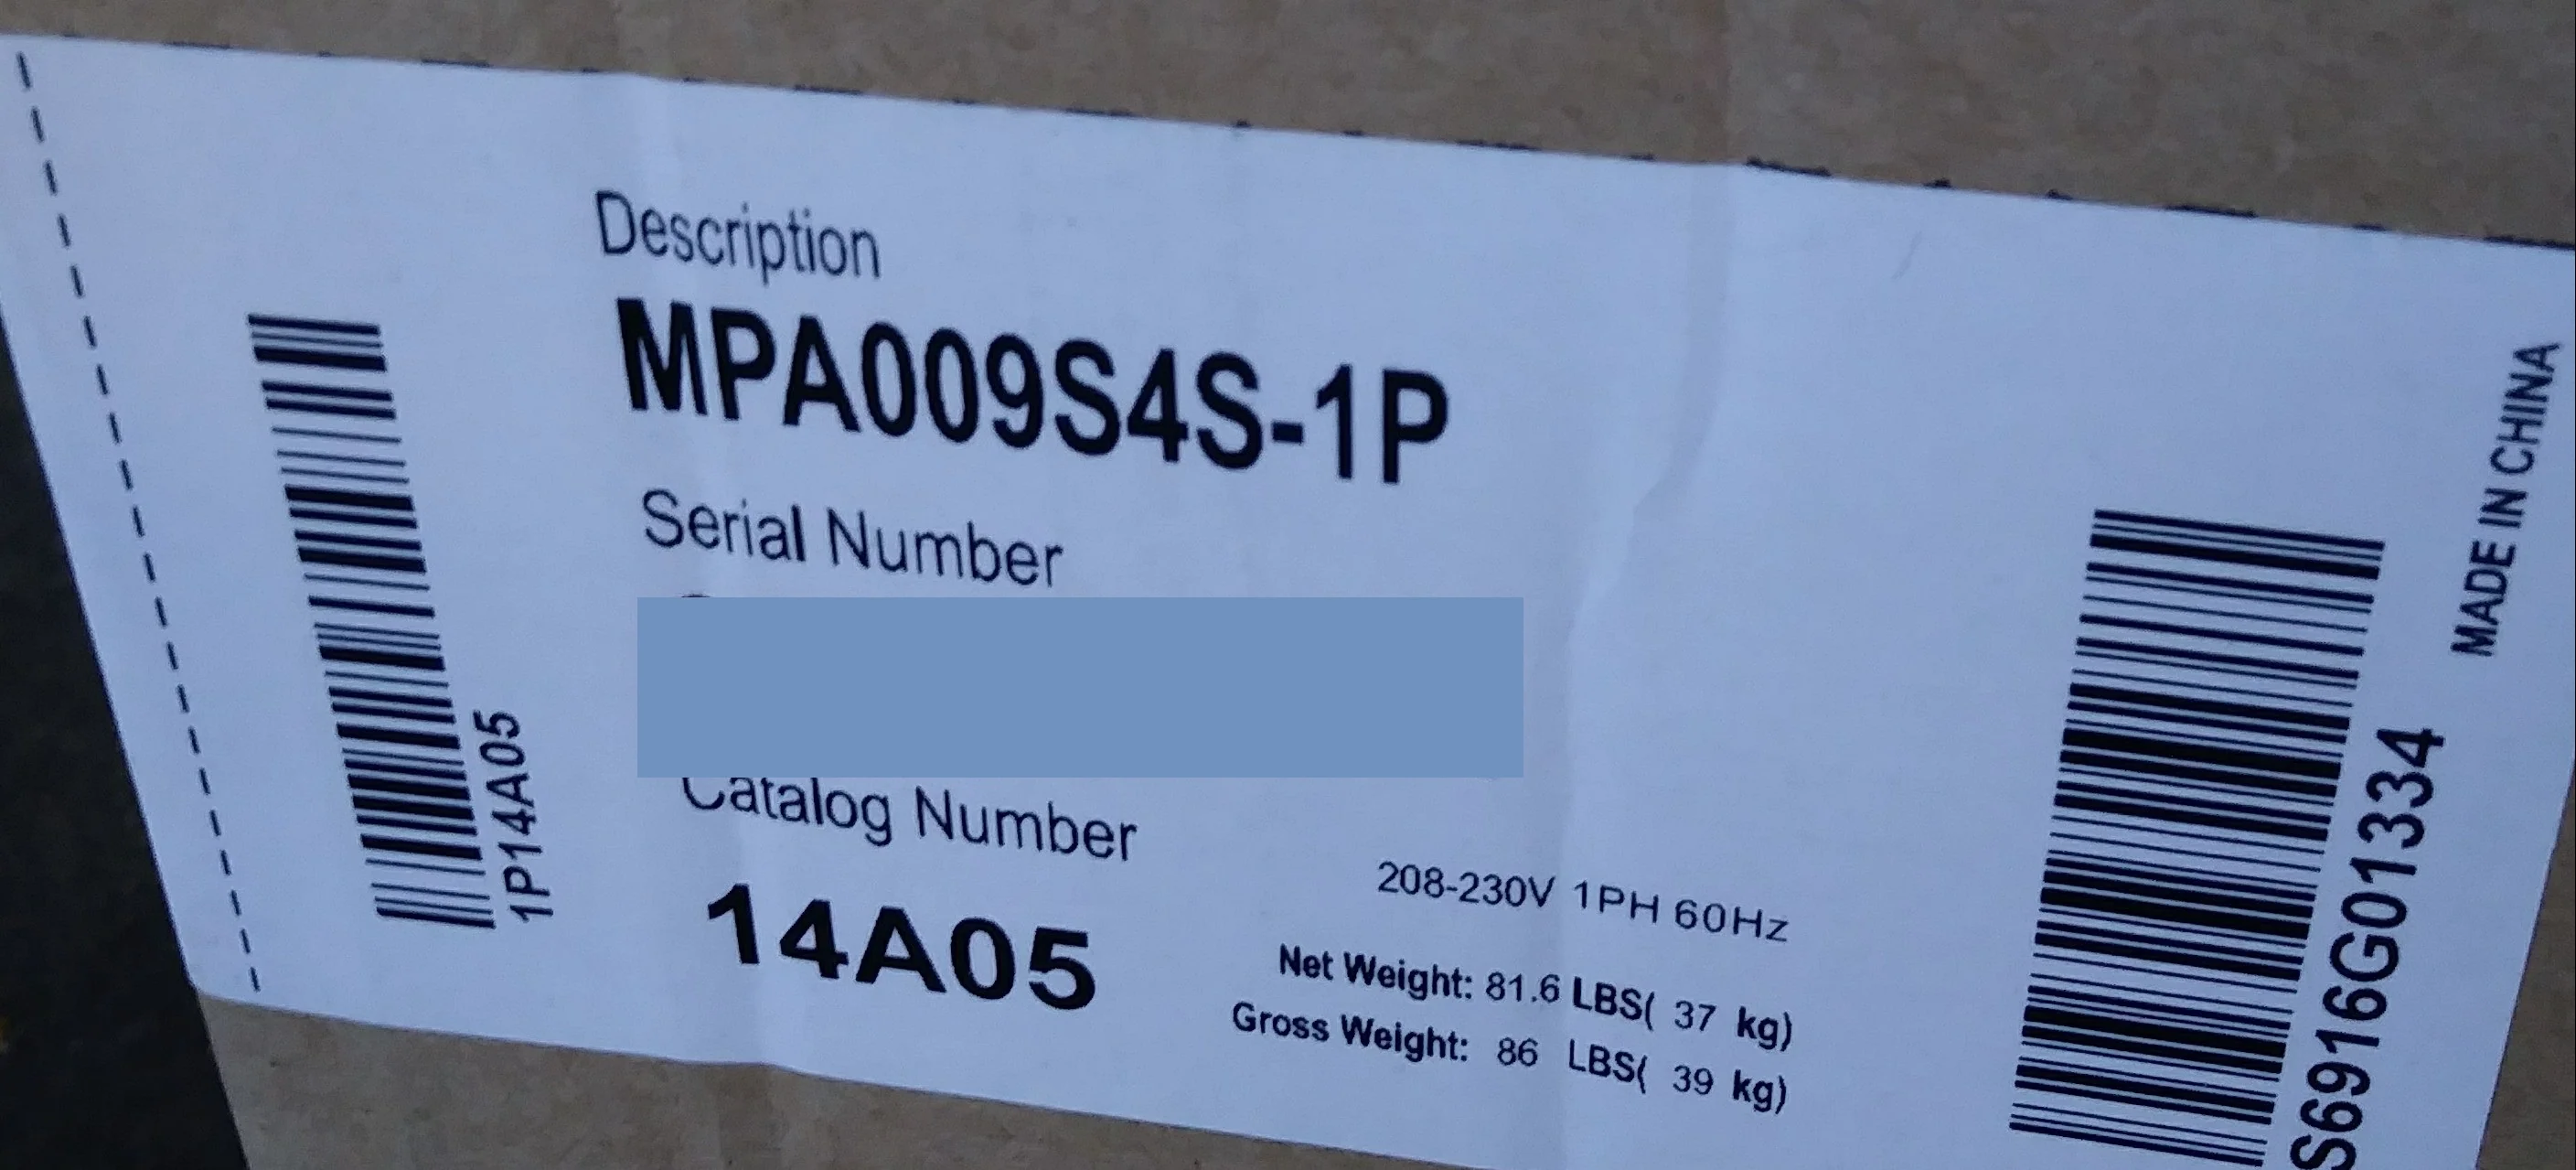 Description
MPA009S4S-1P
Serial Number
Catalog Number
14A05
208-230V 1PH 60Hz
Net Weight: 81.6 LBS( 37 kg)
Gross Weight: 86 LBS( 39 kg)
1P14A05
S6916G01334
MADE IN CHINA